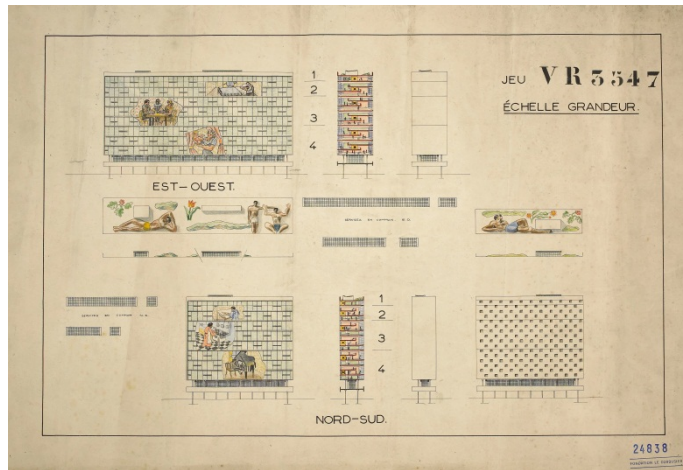 JEU VR 3547
ÉCHELLE GRANDEUR.
1
2
3
4
EST-OUEST.
1
2
3
4
NORD-SUD.
24838